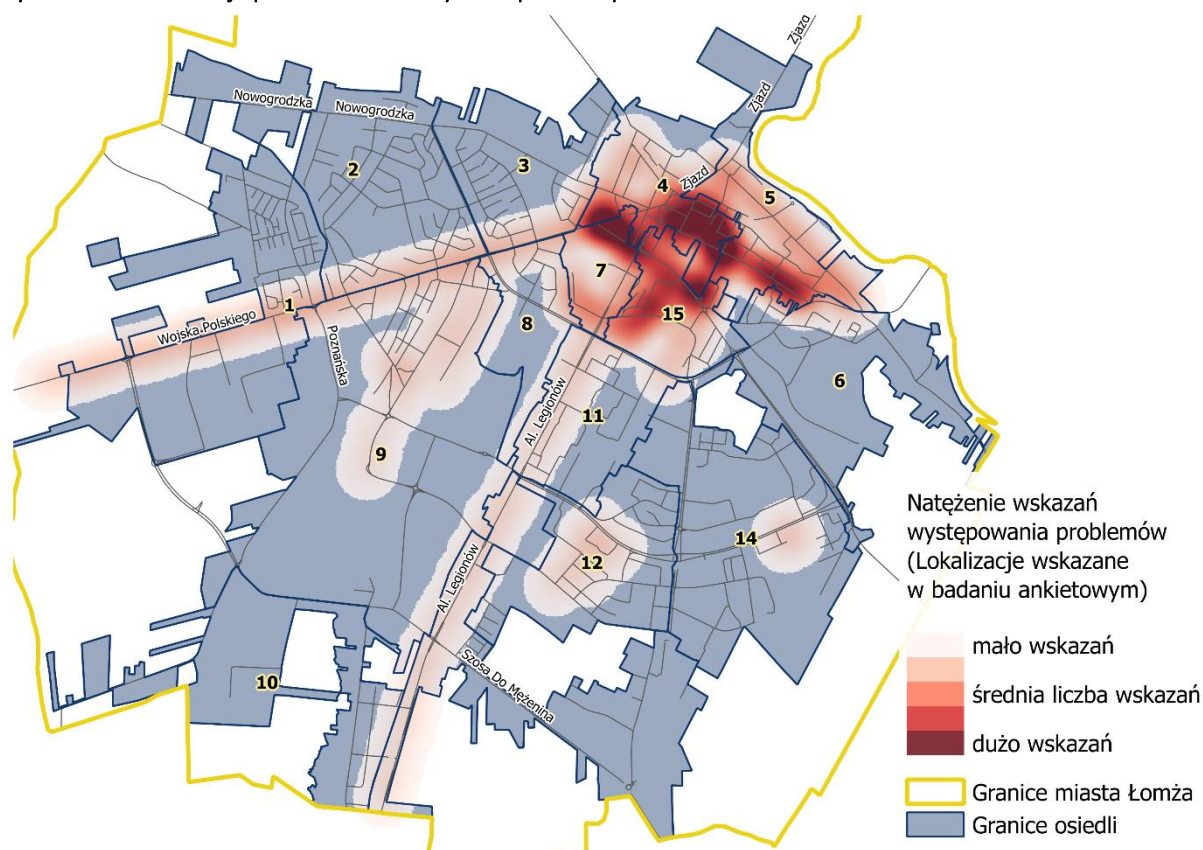 Zjazd
Zjazd
Nowogrodzka
Nowogrodzka
2
3
4
Zjazd
5
7
1
Wojska Polskiego
Poznańska
8
15
6
Al. Legionów
11
9
12
14
Al. Legionów
Szosa Do Mężenina
10
Natężenie wskazań
występowania problemów
(Lokalizacje wskazane
w badaniu ankietowym)
mało wskazań
średnia liczba wskazań
dużo wskazań
Granice miasta Łomża
Granice osiedli